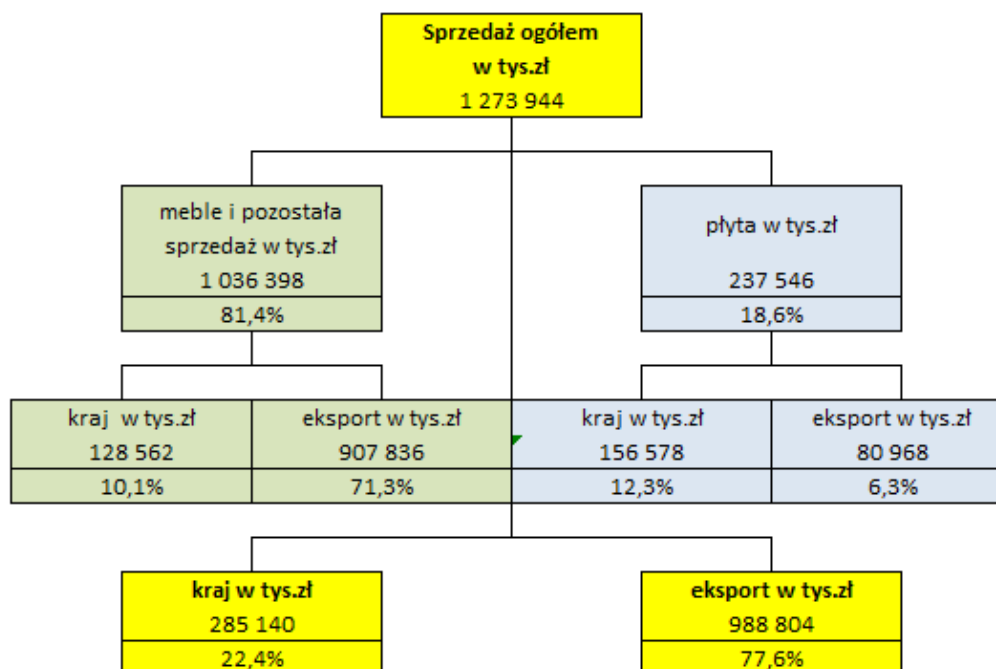 Sprzedaż ogółem
w tys.zł
1 273 944
meble i pozostała
sprzedaż w tys.zł
1 036 398
81,4%
płyta w tys.zł
237 546
18,6%
kraj w tys.zł
128 562
10,1%
eksport w tys.zł
907 836
71,3%
kraj w tys.zł
156 578
12,3%
eksport w tys.zł
80 968
6,3%
kraj w tys.zł
285 140
22,4%
eksport w tys.zł
988 804
77,6%